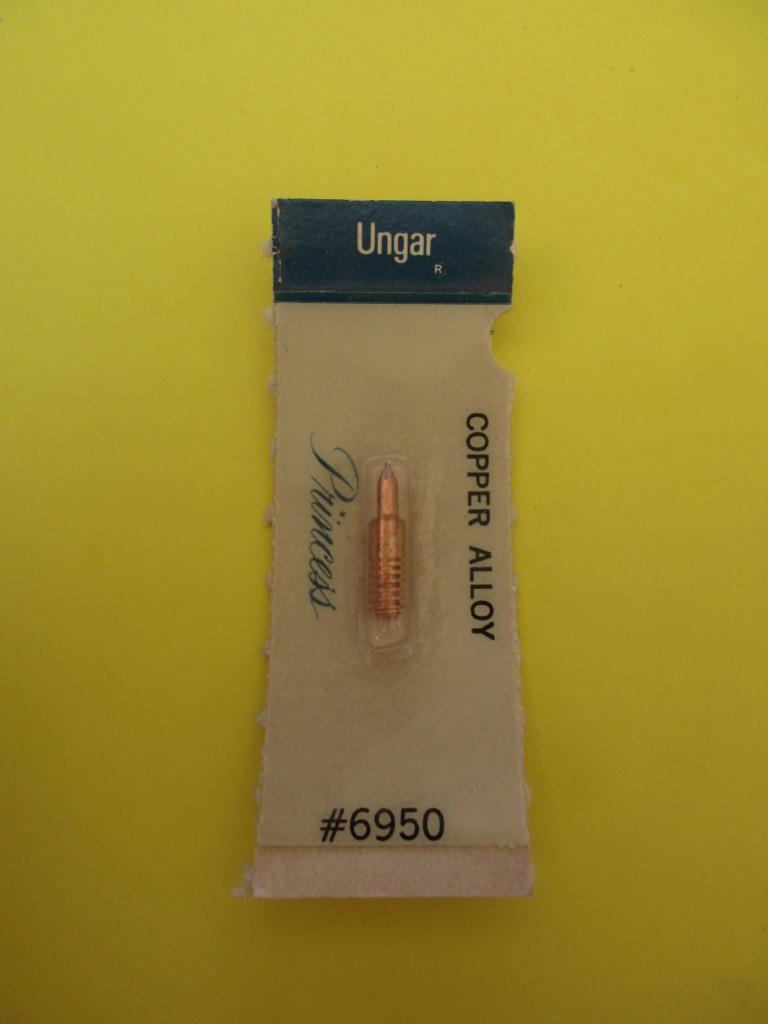 Ungar
R
COPPER ALLOY
Princess
#6950